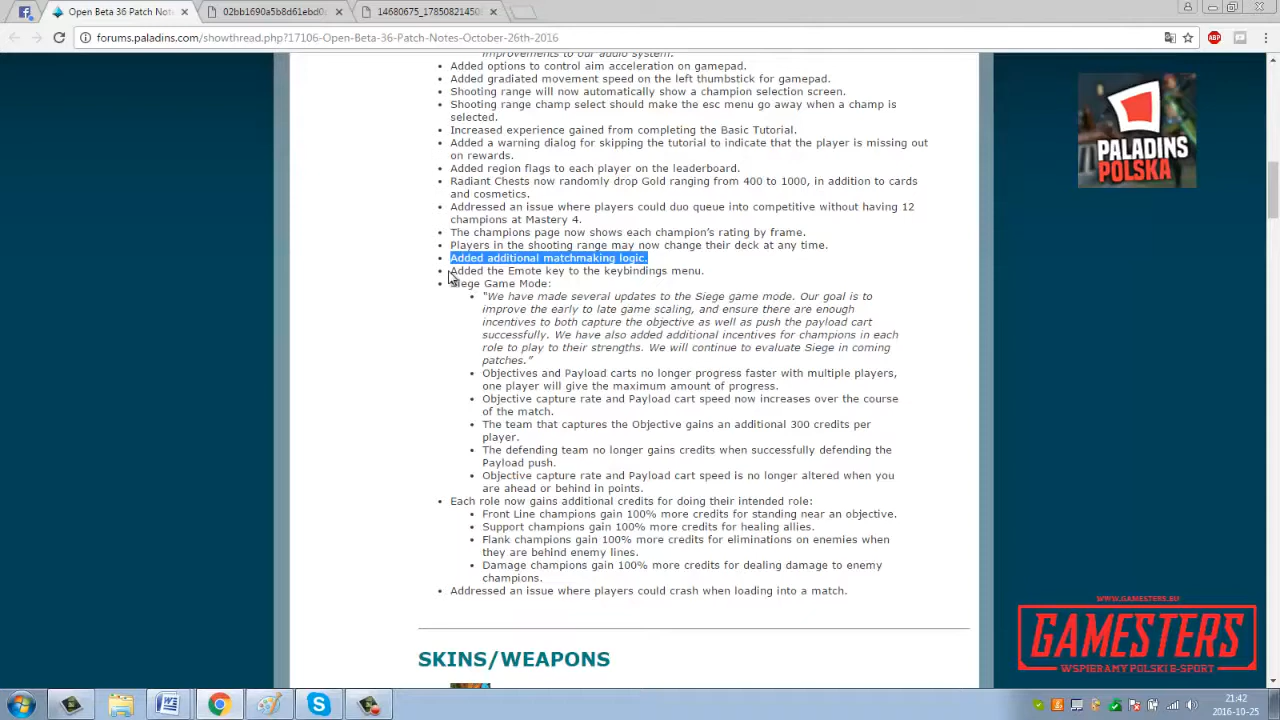 Open Beta 36 Patch Notes
02bb1690a5b8d61ebd0
14680675_17850821450
forums.paladins.com/showthread.php?17106-Open-Beta-36-Patch-Notes-October-26th-2016
ABP
improvements to our audio system.
Added options to control aim acceleration on gamepad.
Added gradiated movement speed on the left thumbstick for gamepad.
Shooting range will now automatically show a champion selection screen.
Shooting range champ select should make the esc menu go away when a champ is
selected.
Increased experience gained from completing the Basic Tutorial.
Added a warning dialog for skipping the tutorial to indicate that the player is missing out
on rewards.
Added region flags to each player on the leaderboard.
Radiant Chests now randomly drop Gold ranging from 400 to 1000, in addition to cards
and cosmetics.
Addressed an issue where players could duo queue into competitive without having 12
champions at Mastery 4.
The champions page now shows each champion's rating by frame.
Players in the shooting range may now change their deck at any time.
Added additional matchmaking logic.
Added the Emote key to the keybindings menu.
Siege Game Mode:
"We have made several updates to the Siege game mode. Our goal is to
improve the early to late game scaling, and ensure there are enough
incentives to both capture the objective as well as push the payload cart
successfully. We have also added additional incentives for champions in each
role to play to their strengths. We will continue to evaluate Siege in coming
patches."
Objectives and Payload carts no longer progress faster with multiple players,
one player will give the maximum amount of progress.
Objective capture rate and Payload cart speed now increases over the course
of the match.
The team that captures the Objective gains an additional 300 credits per
player.
The defending team no longer gains credits when successfully defending the
Payload push.
Objective capture rate and Payload cart speed is no longer altered when you
are ahead or behind in points.
Each role now gains additional credits for doing their intended role:
Front Line champions gain 100% more credits for standing near an objective.
Support champions gain 100% more credits for healing allies.
Flank champions gain 100% more credits for eliminations on enemies when
they are behind enemy lines.
Damage champions gain 100% more credits for dealing damage to enemy
champions.
Addressed an issue where players could crash when loading into a match.
SKINS/WEAPONS
PALADINS
POLSKA
WWW.GAMESTERS.EU
GAMESTERS
WSPIERAMY POLSKI E-SPORT
21:42
2016-10-25